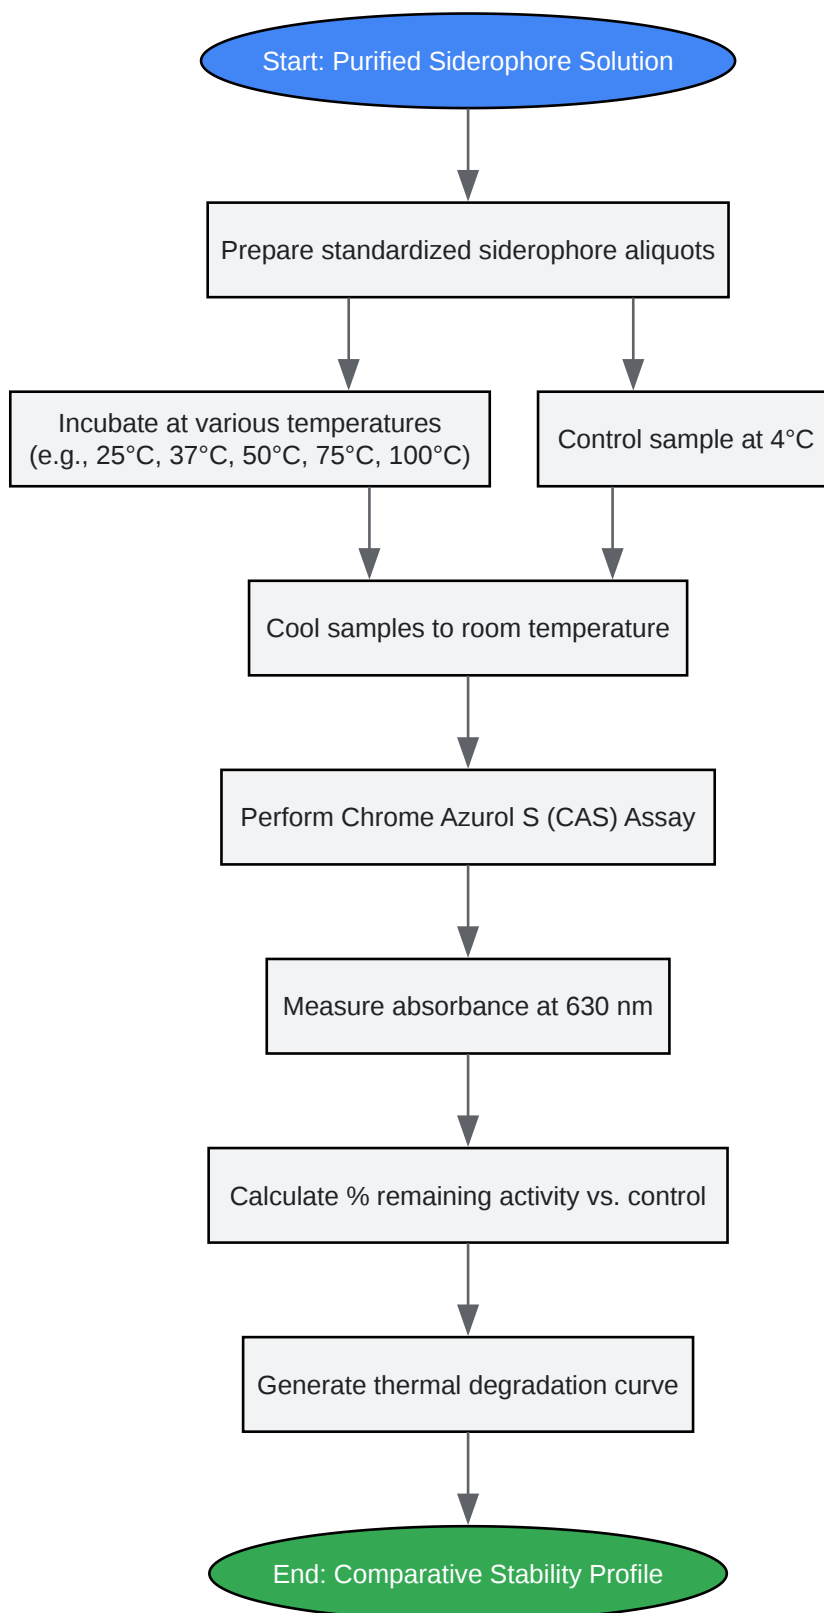 Start: Purified Siderophore Solution
Prepare standardized siderophore aliquots
Incubate at various temperatures
(e.g., 25°C, 37°C, 50°C, 75°C, 100°C)
Control sample at 4°C
Cool samples to room temperature
Perform Chrome Azurol S (CAS) Assay
Measure absorbance at 630 nm
Calculate % remaining activity vs. control
Generate thermal degradation curve
End: Comparative Stability Profile